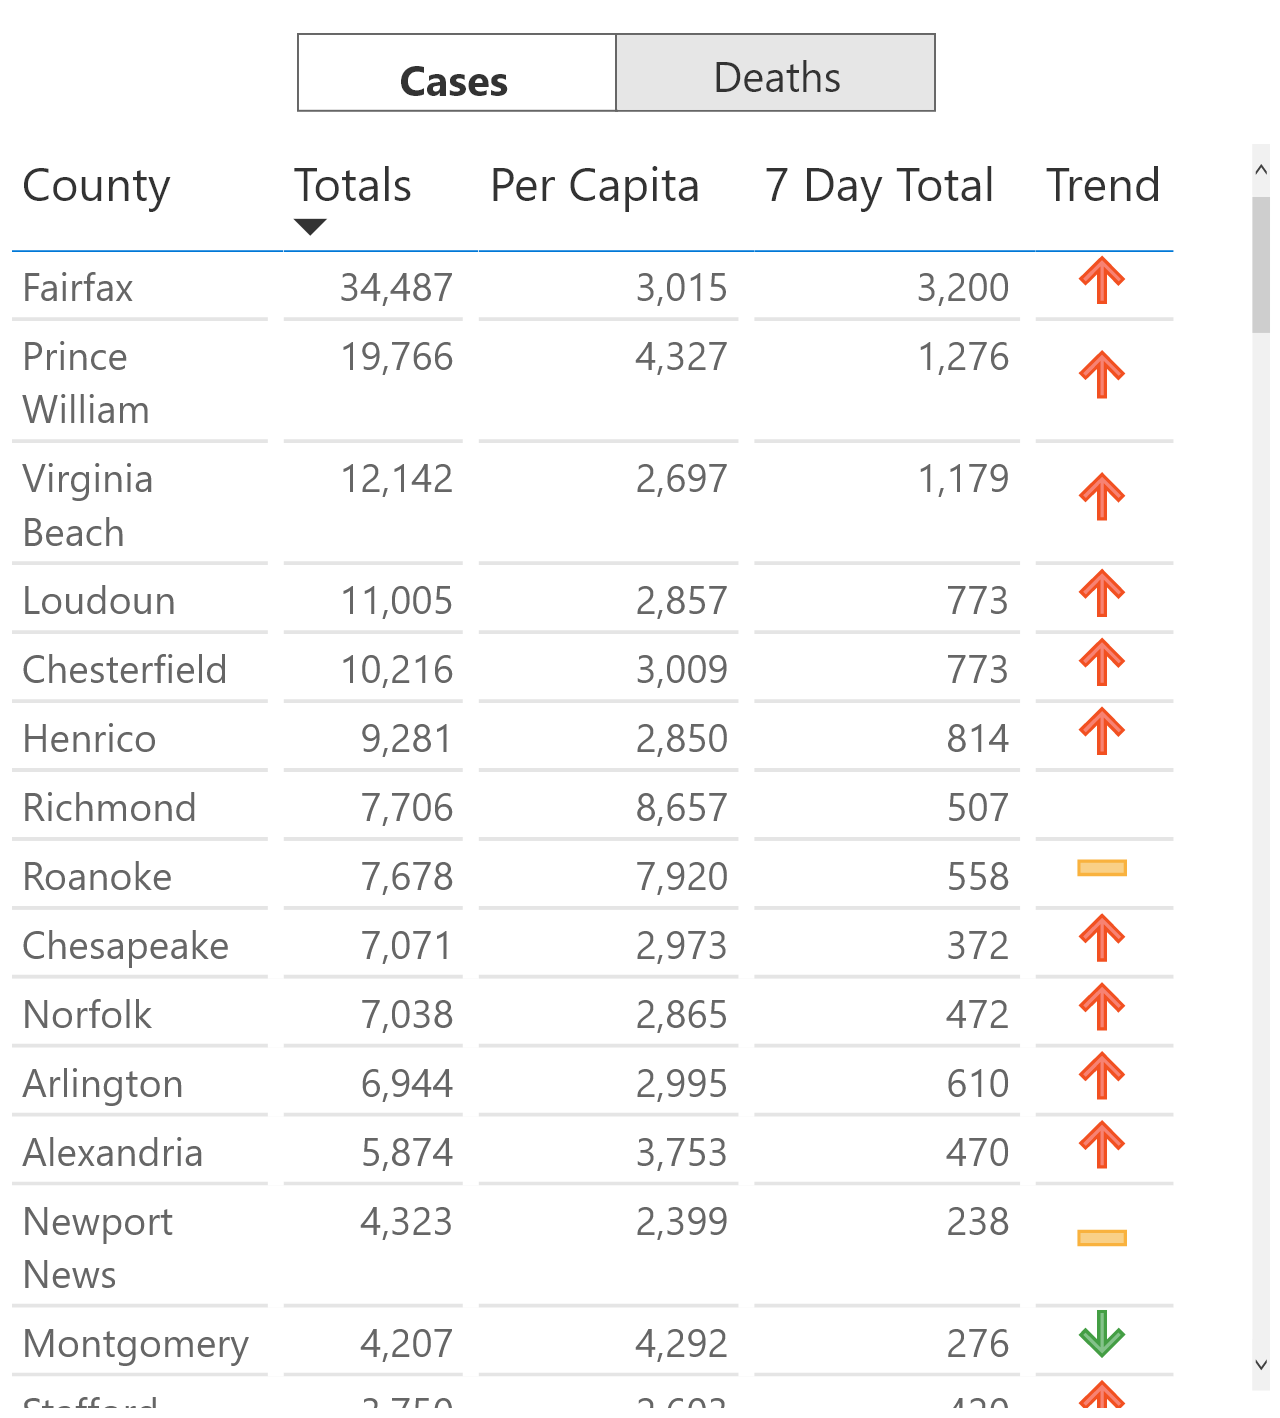 Cases Deaths
County Totals Per Capita 7 Day Total Trend
Fairfax 34,487 3,015 3,200
Prince 19,766 4,327 1,276
William
Virginia 12,142 2,697 1,179
Beach
Loudoun 11,005 2,857 773
Chesterfield 10,216 3,009 773
Henrico 9,281 2,850 814
Richmond 7,706 8,657 507
Roanoke 7,678 7,920 558
Chesapeake 7,071 2,973 372
Norfolk 7,038 2,865 472
Arlington 6,944 2,995 610
Alexandria 5,874 3,753 470
Newport 4,323 2,399 238
News
Montgomery 4,207 4,292 276
Stafford